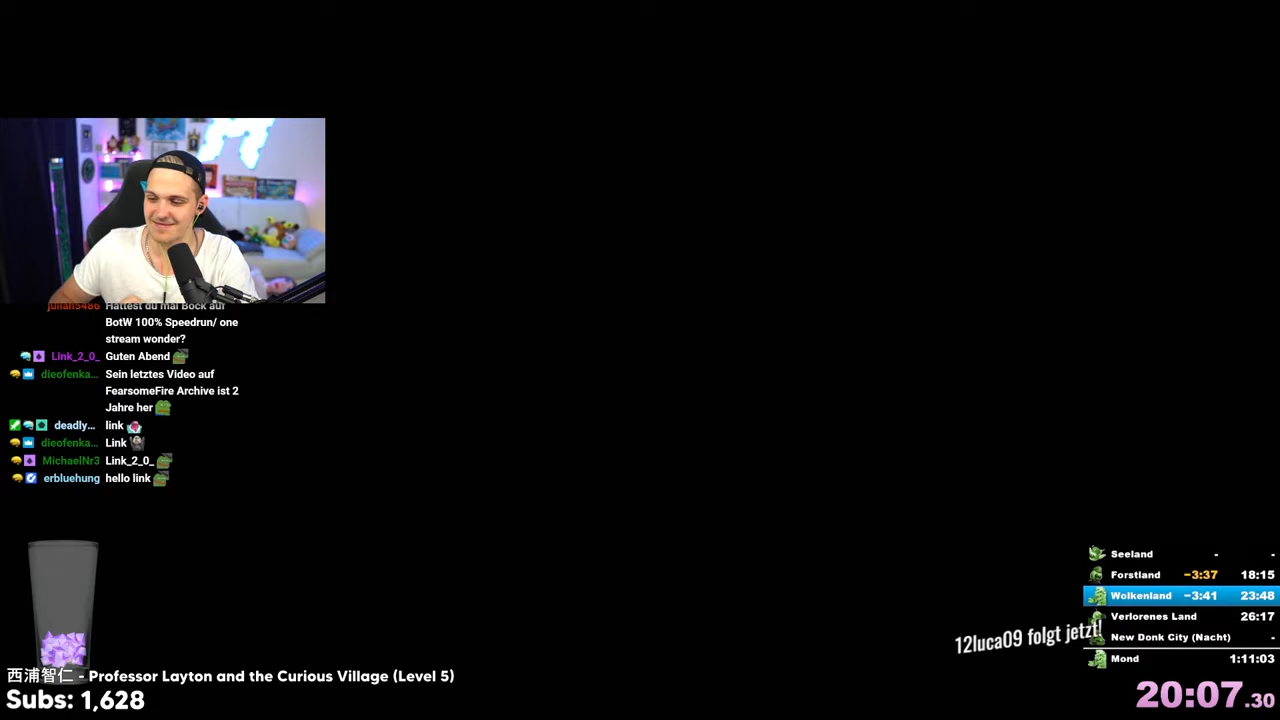 julian5486 Hättest du mal Bock auf
BotW 100% Speedrun/ one
stream wonder?
Link_2_0_ Guten Abend
dieofenka... Sein letztes Video auf
FearsomeFire Archive ist 2
Jahre her
deadly... link
dieofenka... Link
MichaelNr3 Link_2_0_
erbluehung hello link
Seeland - -
Forstland −3:37 18:15
Wolkenland −3:41 23:48
Verlorenes Land 26:17
12luca09 folgt jetzt!
New Donk City (Nacht) -
Mond 1:11:03
西浦智仁 - Professor Layton and the Curious Village (Level 5)
Subs: 1,628
20:07.30